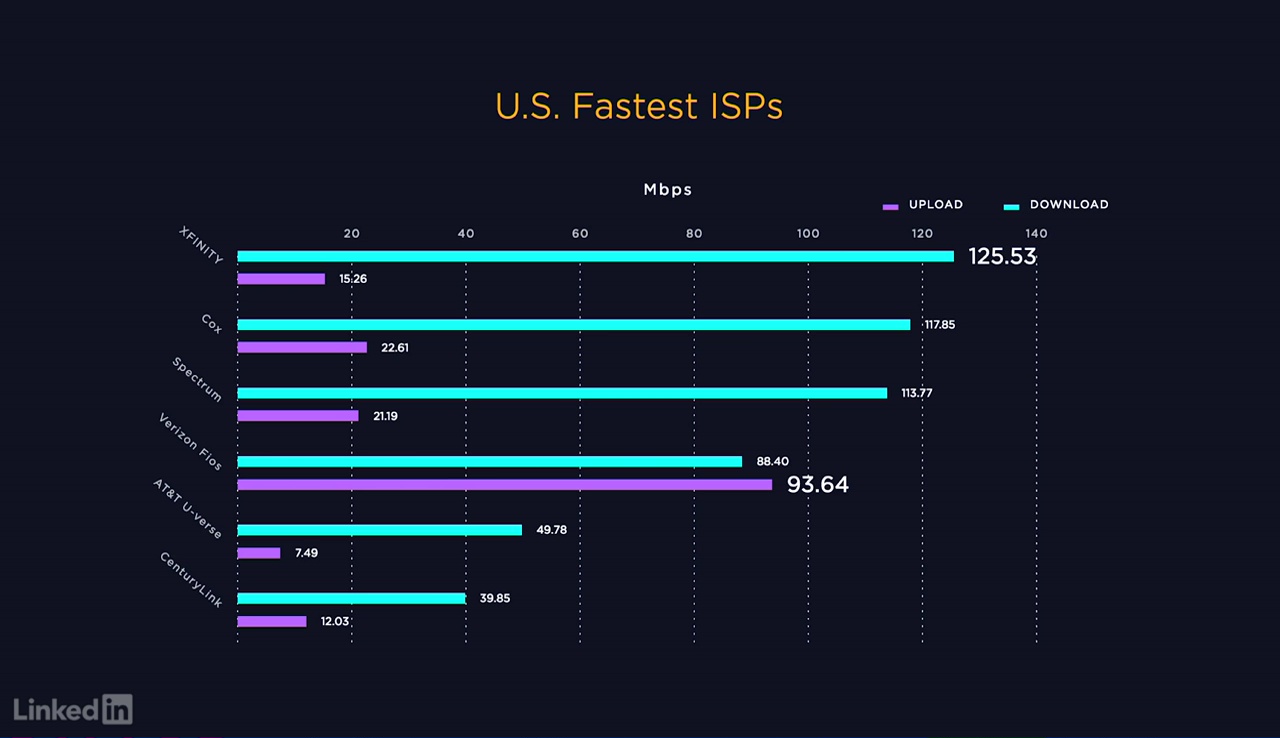 U.S. Fastest ISPs
Mbps
UPLOAD DOWNLOAD
20 40 60 80 100 120 140
XFINITY
125.53
15.26
Cox
117.85
22.61
Spectrum
113.77
21.19
Verizon Fios
88.40
93.64
AT&T U-verse
49.78
7.49
CenturyLink
39.85
12.03
Linked in